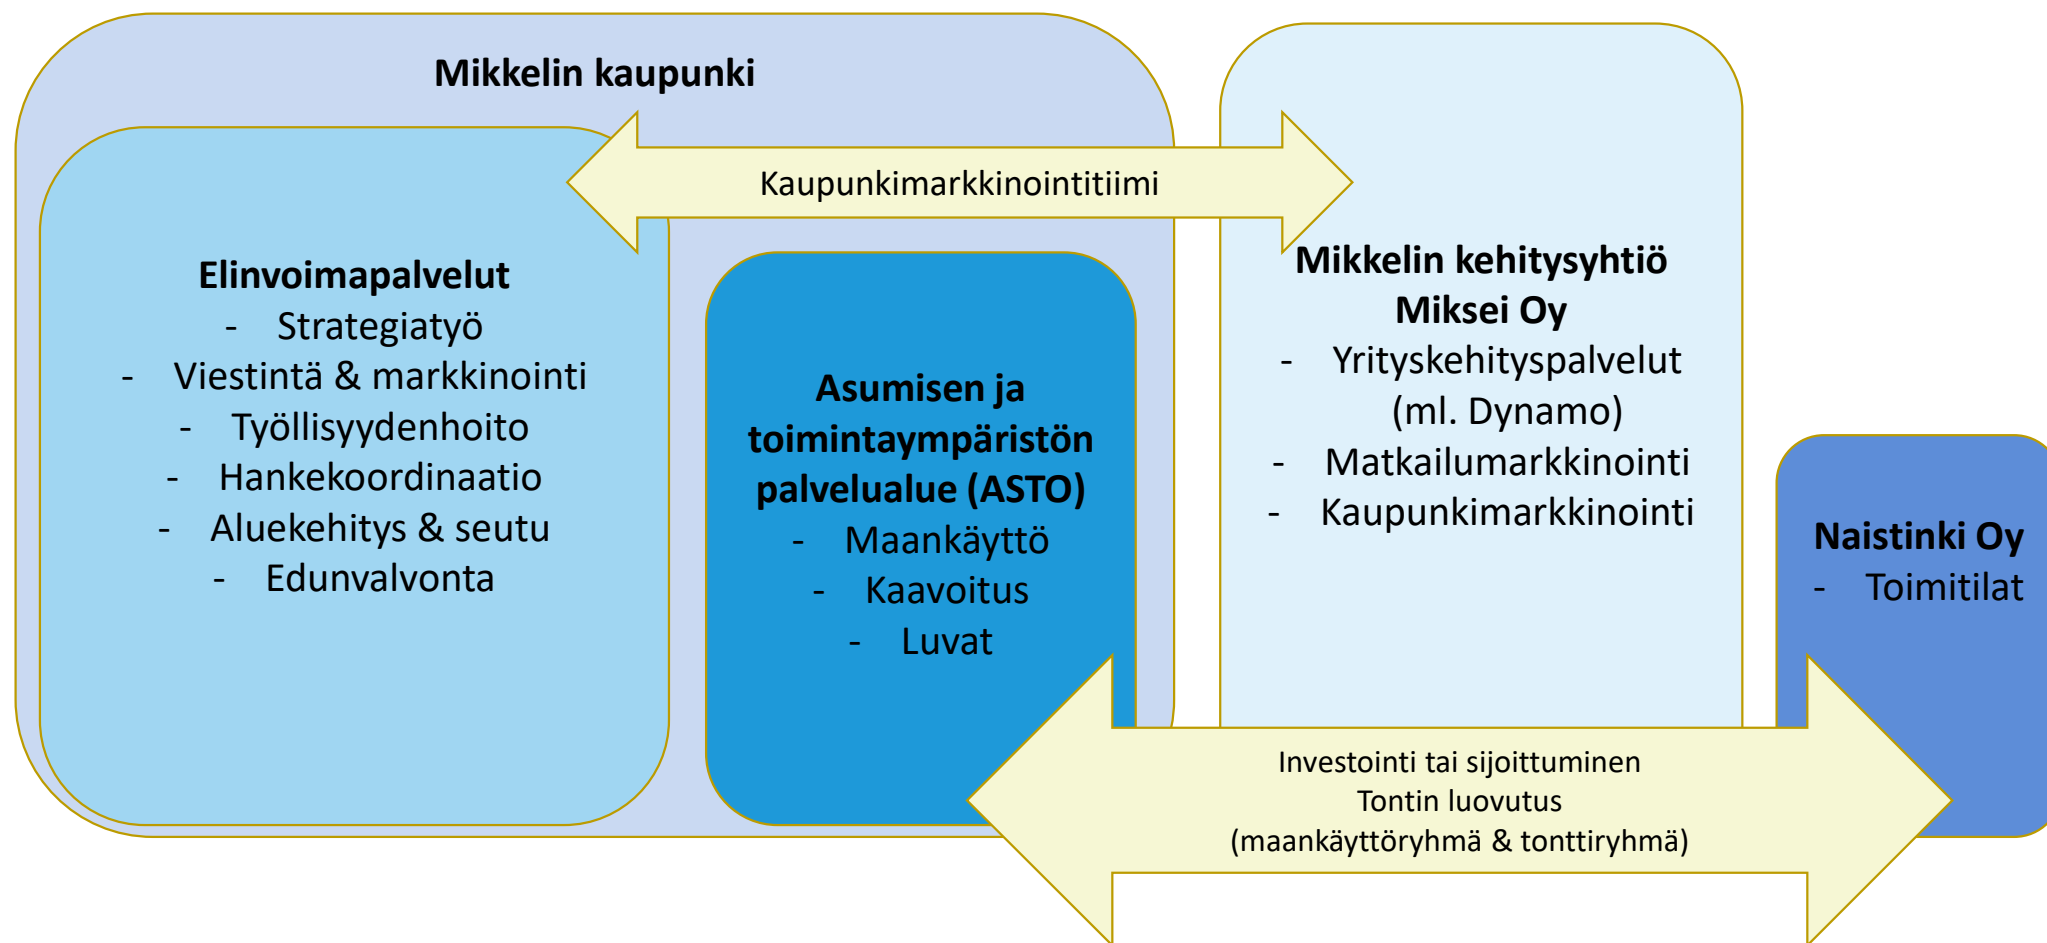 Mikkelin kaupunki
Kaupunkimarkkinointitiimi
Elinvoimapalvelut
- Strategiatyö
- Viestintä & markkinointi
- Työllisyydenhoito
- Hankekoordinaatio
- Aluekehitys & seutu
- Edunvalvonta
Asumisen ja
toimintaympäristön
palvelualue (ASTO)
- Maankäyttö
- Kaavoitus
- Luvat
Mikkelin kehitysyhtiö
Miksei Oy
- Yrityskehityspalvelut
(ml. Dynamo)
- Matkailumarkkinointi
- Kaupunkimarkkinointi
Naistinki Oy
- Toimitilat
Investointi tai sijoittuminen
Tontin luovutus
(maankäyttöryhmä & tonttiryhmä)